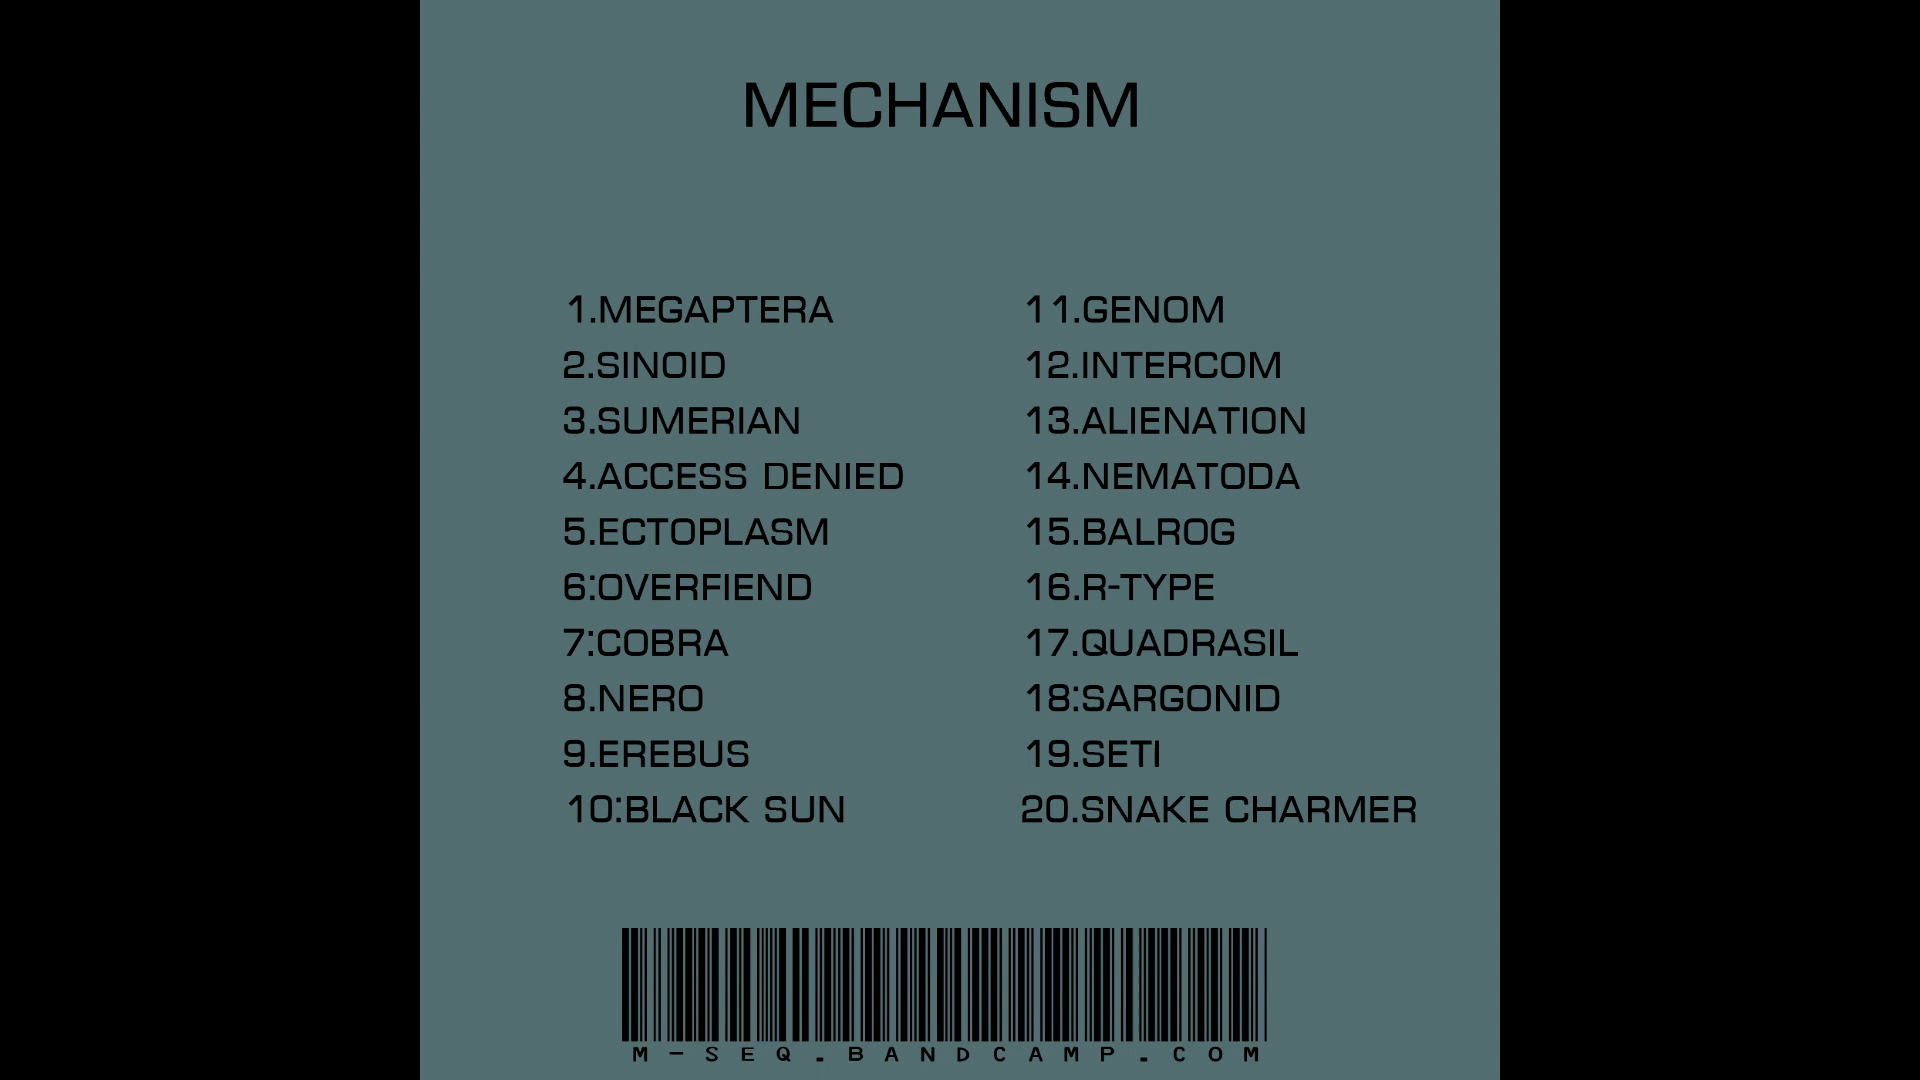 MECHANISM
1.MEGAPTERA
2.SINOID
3.SUMERIAN
4.ACCESS DENIED
5.ECTOPLASM
6:OVERFIEND
7:COBRA
8.NERO
9.EREBUS
10:BLACK SUN
11.GENOM
12.INTERCOM
13.ALIENATION
14.NEMATODA
15.BALROG
16.R-TYPE
17.QUADRASIL
18:SARGONID
19.SETI
20.SNAKE CHARMER
M-SEQ.BANDCAMP.COM